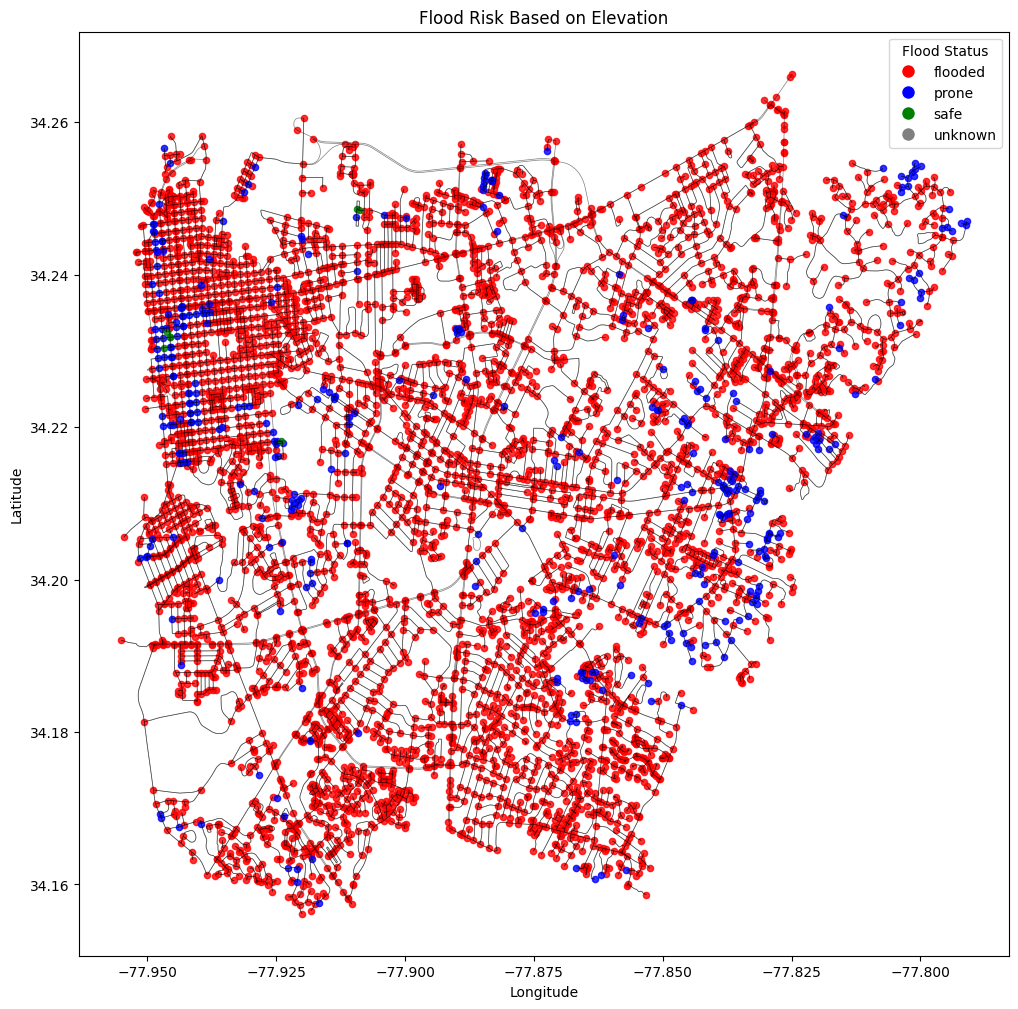 Flood Risk Based on Elevation
Flood Status
flooded
prone
safe
unknown
34.26
34.24
34.22
34.20
34.18
34.16
Latitude
−77.950
−77.925
−77.900
−77.875
−77.850
−77.825
−77.800
Longitude